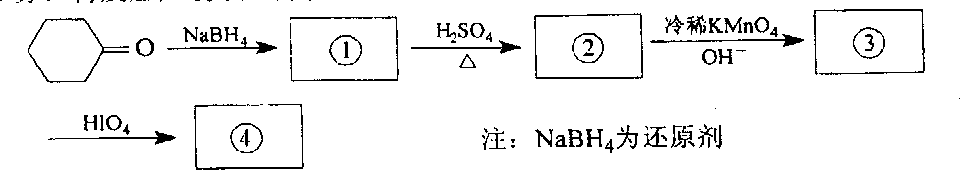 O NaBH₄ ① H₂SO₄ △ ② 冷稀KMnO₄ OH⁻ ③
HIO₄ ④ 注：NaBH₄为还原剂